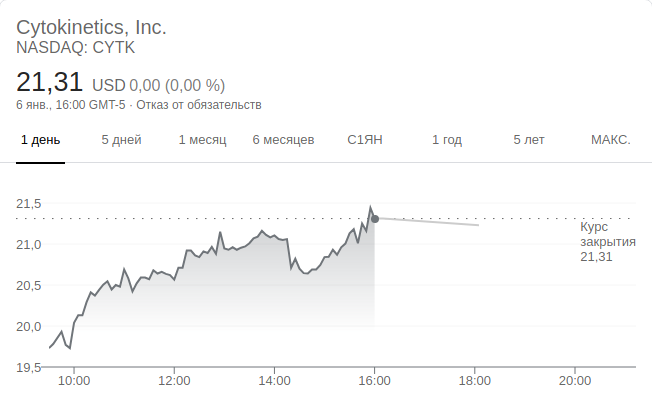 Cytokinetics, Inc.
NASDAQ: CYTK
21,31 USD 0,00 (0,00 %)
6 янв., 16:00 GMT-5 · Отказ от обязательств
1 день 5 дней 1 месяц 6 месяцев С1ЯН 1 год 5 лет МАКС.
21,5
21,0
20,5
20,0
19,5
Курс
закрытия
21,31
10:00 12:00 14:00 16:00 18:00 20:00